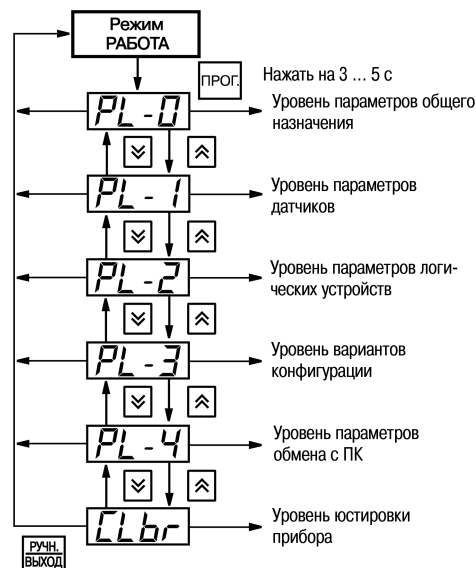 Режим
РАБОТА
ПРОГ.
Нажать на 3 ... 5 с
PL-0
Уровень параметров общего
назначения
PL-1
Уровень параметров
датчиков
PL-2
Уровень параметров логи-
ческих устройств
PL-3
Уровень вариантов
конфигурации
PL-4
Уровень параметров
обмена с ПК
CLbr
Уровень юстировки
прибора
РУЧН.
ВЫХОД